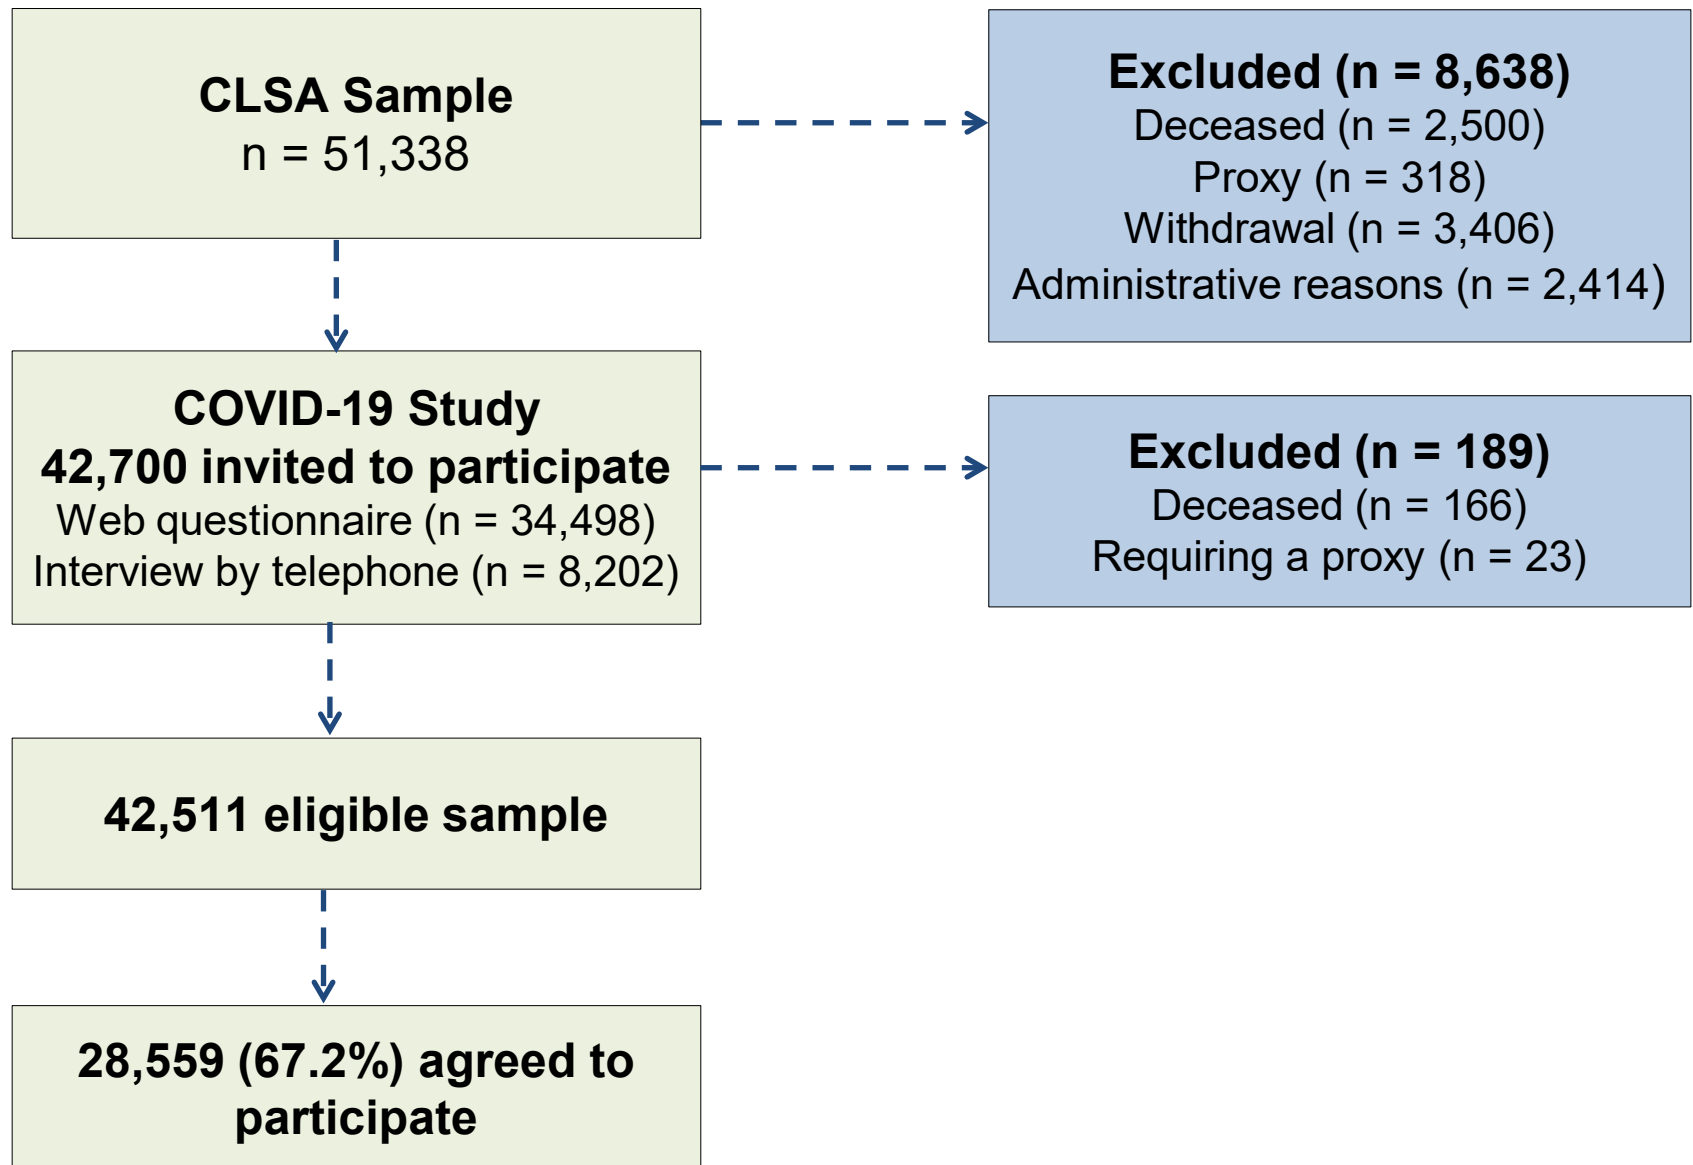 CLSA Sample
n = 51,338
Excluded (n = 8,638)
Deceased (n = 2,500)
Proxy (n = 318)
Withdrawal (n = 3,406)
Administrative reasons (n = 2,414)
COVID-19 Study
42,700 invited to participate
Web questionnaire (n = 34,498)
Interview by telephone (n = 8,202)
Excluded (n = 189)
Deceased (n = 166)
Requiring a proxy (n = 23)
42,511 eligible sample
28,559 (67.2%) agreed to
participate